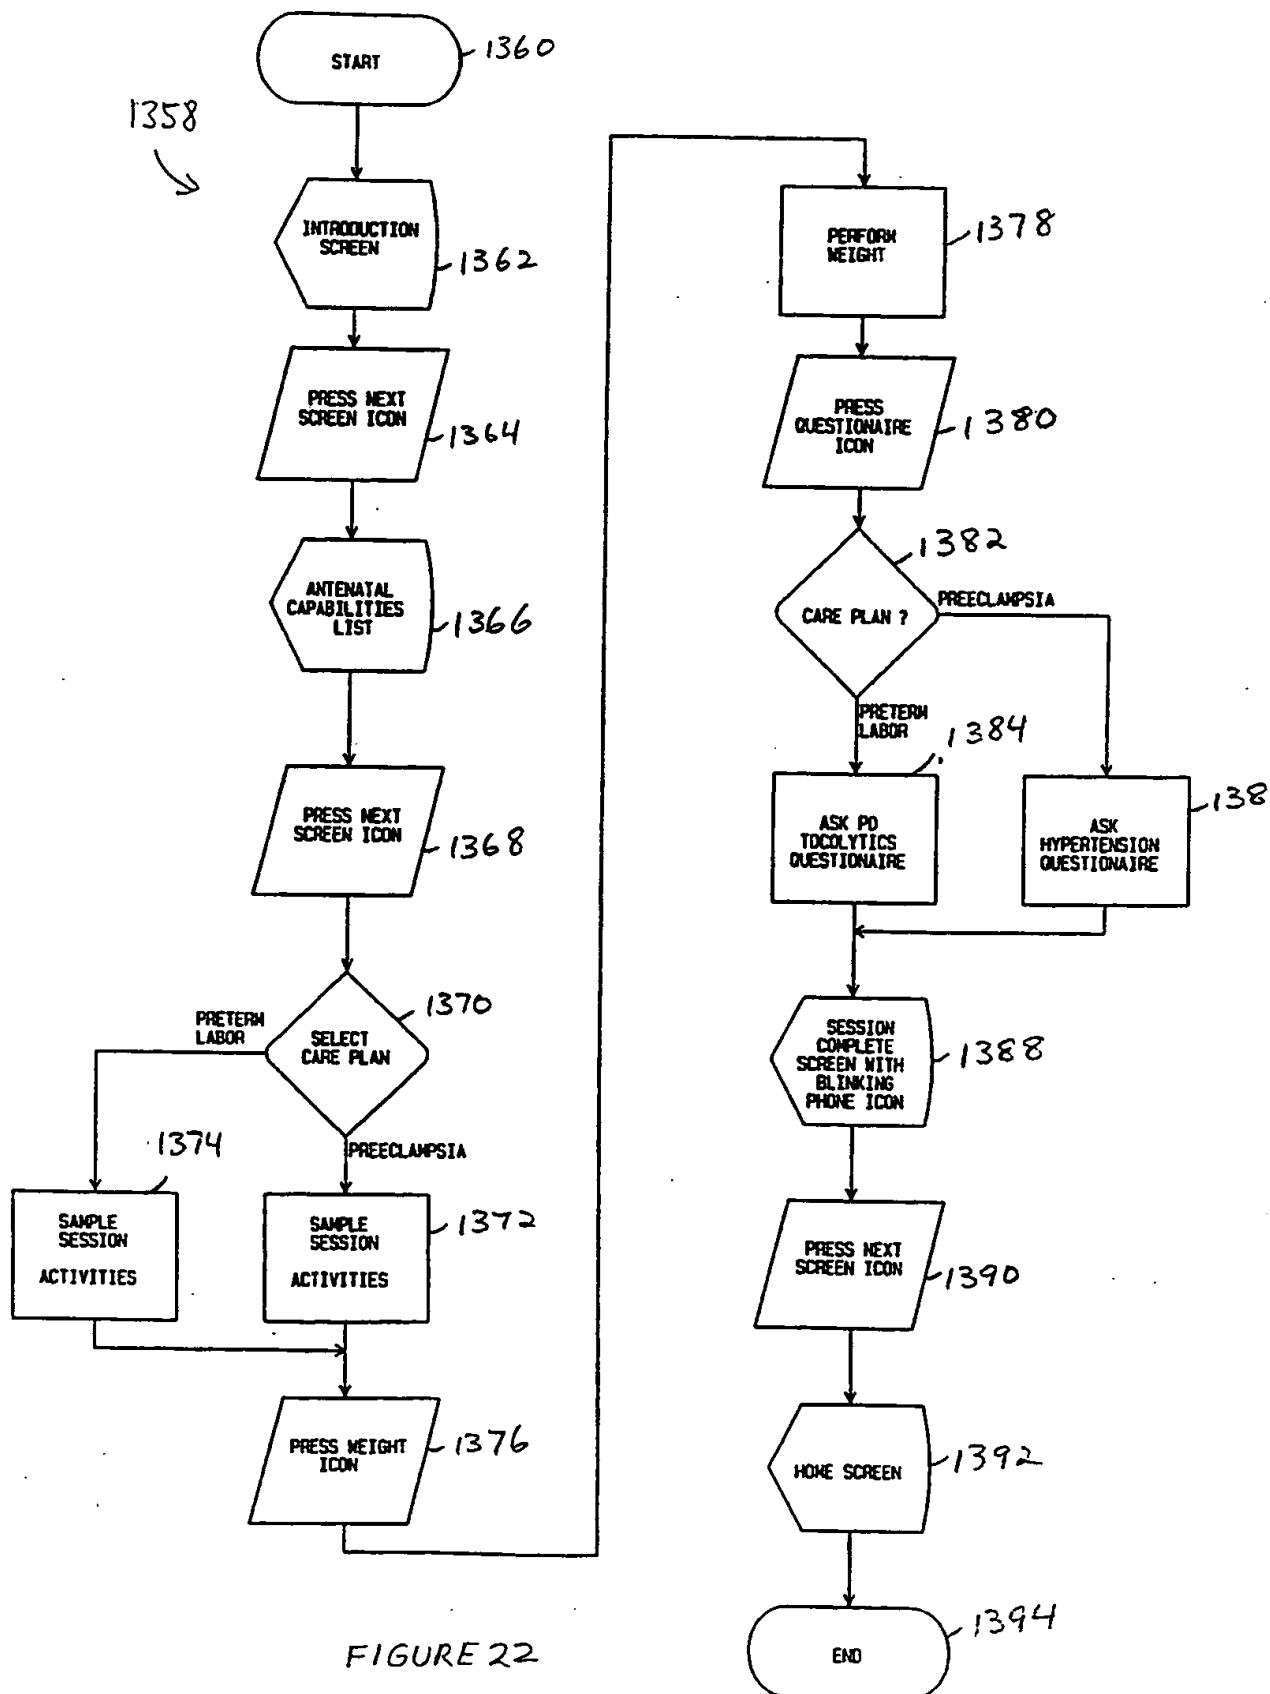 START
1360
1358
INTRODUCTION
SCREEN
1362
PRESS NEXT
SCREEN ICON
1364
ANTENATAL
CAPABILITIES
LIST
1366
PRESS NEXT
SCREEN ICON
1368
SELECT
CARE PLAN
1370
PRETERM
LABOR
PREECLAMPSIA
1374
SAMPLE
SESSION
ACTIVITIES
SAMPLE
SESSION
ACTIVITIES
1372
PRESS WEIGHT
ICON
1376
PERFORM
WEIGHT
1378
PRESS
QUESTIONAIRE
ICON
1380
1382
CARE PLAN ?
PREECLAMPSIA
PRETERM
LABOR
1384
ASK PO
TOCOLYTICS
QUESTIONAIRE
ASK
HYPERTENSION
QUESTIONAIRE
138
SESSION
COMPLETE
SCREEN WITH
BLINKING
PHONE ICON
1388
PRESS NEXT
SCREEN ICON
1390
HOME SCREEN
1392
END
1394
FIGURE 22